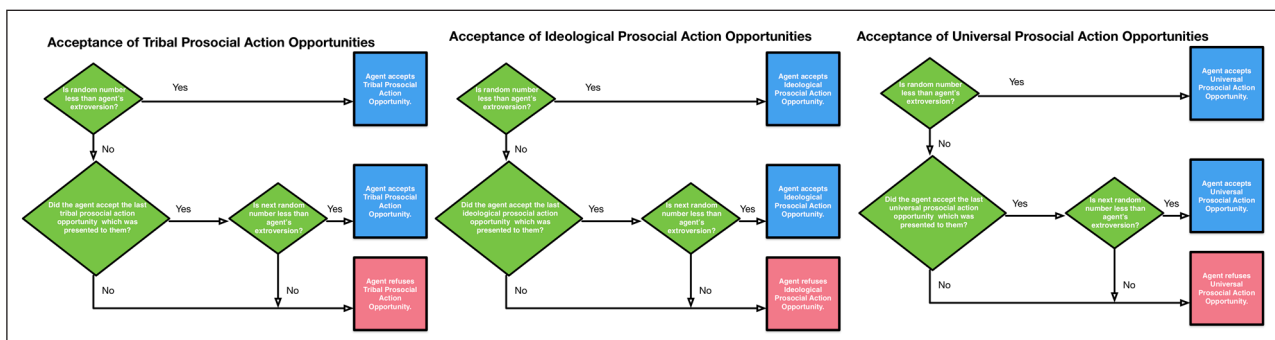 Acceptance of Tribal Prosocial Action Opportunities
Is random number
less than agent's
extroversion?
Yes
Agent accepts
Tribal Prosocial
Action
Opportunity.
No
Did the agent accept the last
tribal prosocial action
opportunity which was
presented to them?
Yes
Is next random
number less than
agent's
extroversion?
Yes
Agent accepts
Tribal Prosocial
Action
Opportunity.
No
No
Agent refuses
Tribal Prosocial
Action
Opportunity.
Acceptance of Ideological Prosocial Action Opportunities
Is random number
less than agent's
extroversion?
Yes
Agent accepts
Ideological
Prosocial Action
Opportunity.
No
Did the agent accept the last
ideological prosocial action
opportunity which was
presented to them?
Yes
Is next random
number less than
agent's
extroversion?
Yes
Agent accepts
Ideological
Prosocial Action
Opportunity.
No
No
Agent refuses
Ideological
Prosocial Action
Opportunity.
Acceptance of Universal Prosocial Action Opportunities
Is random number
less than agent's
extroversion?
Yes
Agent accepts
Universal
Prosocial Action
Opportunity.
No
Did the agent accept the last
universal prosocial action
opportunity which was
presented to them?
Yes
Is next random
number less than
agent's
extroversion?
Yes
Agent accepts
Universal
Prosocial Action
Opportunity.
No
No
Agent refuses
Universal
Prosocial Action
Opportunity.